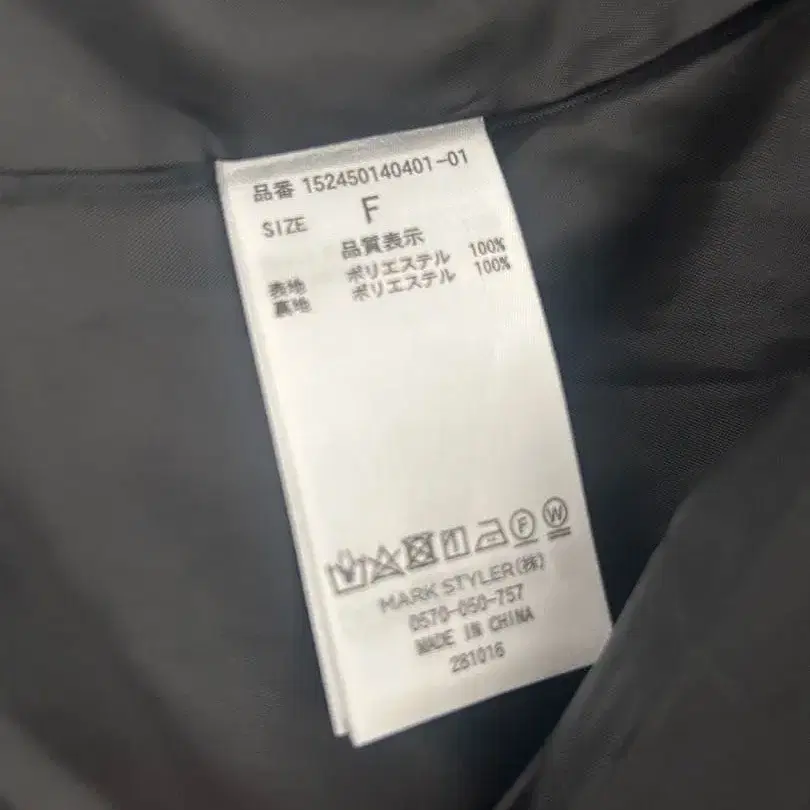 品番 152450140401-01
SIZE F
品質表示
表地 ポリエステル 100%
裏地 ポリエステル 100%
F W
MARK STYLER(株)
0570-050-757
MADE IN CHINA
281016